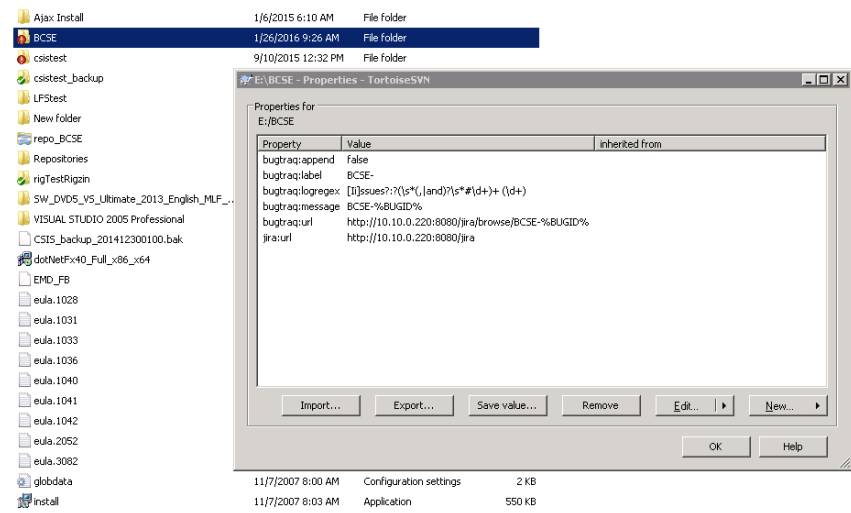 Ajax Install 1/6/2015 6:10 AM File folder
BCSE 1/26/2016 9:26 AM File folder
csistest 9/10/2015 12:32 PM File folder
csistest_backup
LFStest
New folder
repo_BCSE
Repositories
rigTestRigzin
SW_DVD5_VS_Ultimate_2013_English_MLF_...
VISUAL STUDIO 2005 Professional
CSIS_backup_201412300100.bak
dotNetFx40_Full_x86_x64
EMD_FB
eula.1028
eula.1031
eula.1033
eula.1036
eula.1040
eula.1041
eula.1042
eula.2052
eula.3082
globdata 11/7/2007 8:00 AM Configuration settings 2 KB
install 11/7/2007 8:03 AM Application 550 KB
E:\BCSE - Properties - TortoiseSVN
Properties for
E:/BCSE
Property Value inherited from
bugtraq:append false
bugtraq:label BCSE-
bugtraq:logregex [Ii]ssues?:?(\s*(,|and)?\s*#\d+)+ (\d+)
bugtraq:message BCSE-%BUGID%
bugtraq:url http://10.10.0.220:8080/jira/browse/BCSE-%BUGID%
jira:url http://10.10.0.220:8080/jira
Import... Export... Save value... Remove Edit... New...
OK Help